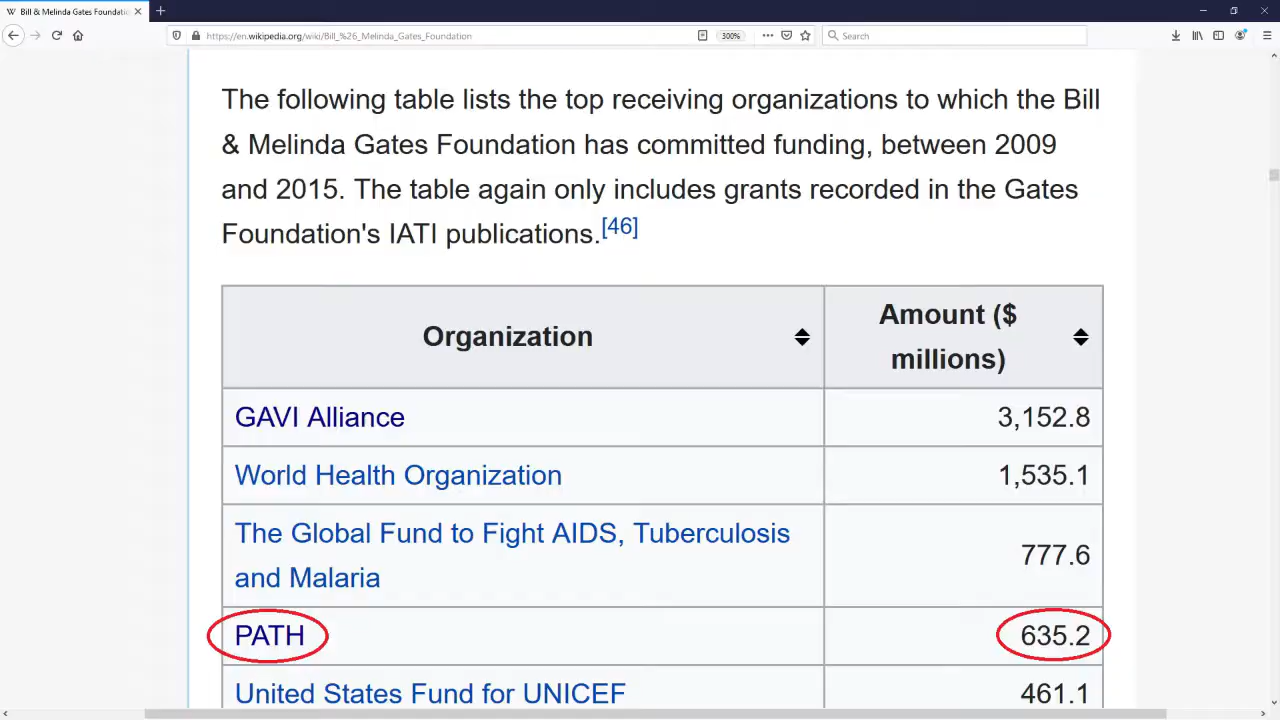 Bill & Melinda Gates Foundatio
https://en.wikipedia.org/wiki/Bill_%26_Melinda_Gates_Foundation
300%
Search
The following table lists the top receiving organizations to which the Bill
& Melinda Gates Foundation has committed funding, between 2009
and 2015. The table again only includes grants recorded in the Gates
Foundation's IATI publications.[46]
Organization
Amount ($
millions)
GAVI Alliance
3,152.8
World Health Organization
1,535.1
The Global Fund to Fight AIDS, Tuberculosis
and Malaria
777.6
PATH
635.2
United States Fund for UNICEF
461.1